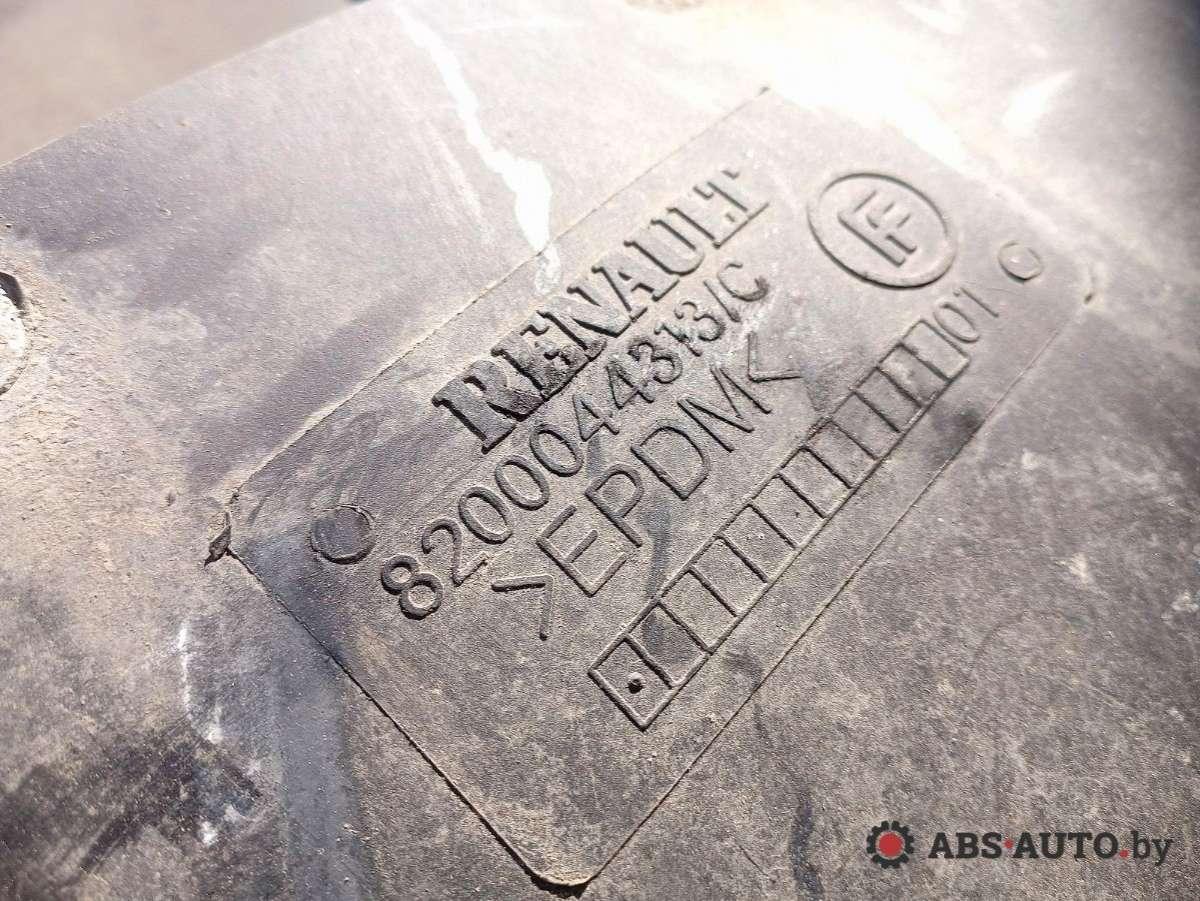 RENAULT
8200044313/C
>EPDM<
01 C
ABS·AUTO.by